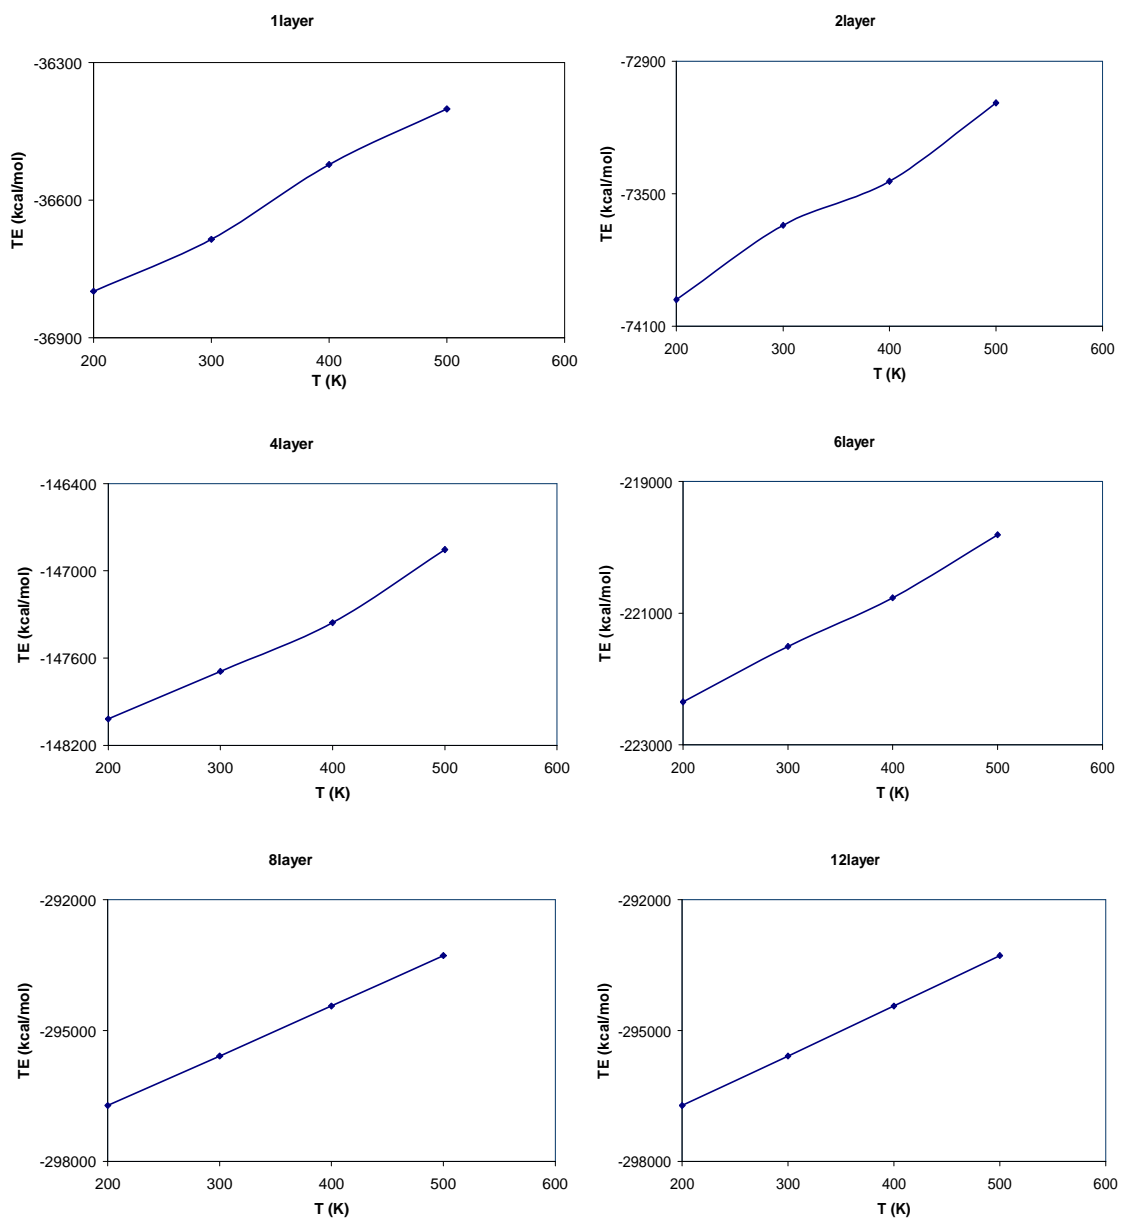 1layer
-36300
-36600
-36900
TE (kcal/mol)
200 300 400 500 600
T (K)
2layer
-72900
-73500
-74100
TE (kcal/mol)
200 300 400 500 600
T (K)
4layer
-146400
-147000
-147600
-148200
TE (kcal/mol)
200 300 400 500 600
T (K)
6layer
-219000
-221000
-223000
TE (kcal/mol)
200 300 400 500 600
T (K)
8layer
-292000
-295000
-298000
TE (kcal/mol)
200 300 400 500 600
T (K)
12layer
-292000
-295000
-298000
TE (kcal/mol)
200 300 400 500 600
T (K)